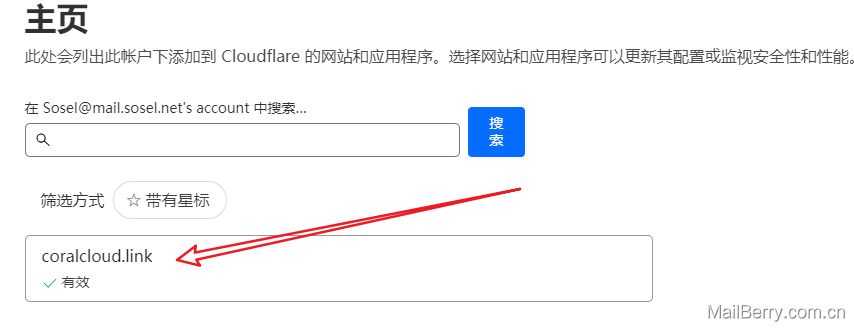 主页
此处会列出此帐户下添加到 Cloudflare 的网站和应用程序。选择网站和应用程序可以更新其配置或监视安全性和性能。
在 Sosel@mail.sosel.net's account 中搜索...
搜
索
筛选方式 ☆ 带有星标
coralcloud.link
有效
MailBerry.com.cn